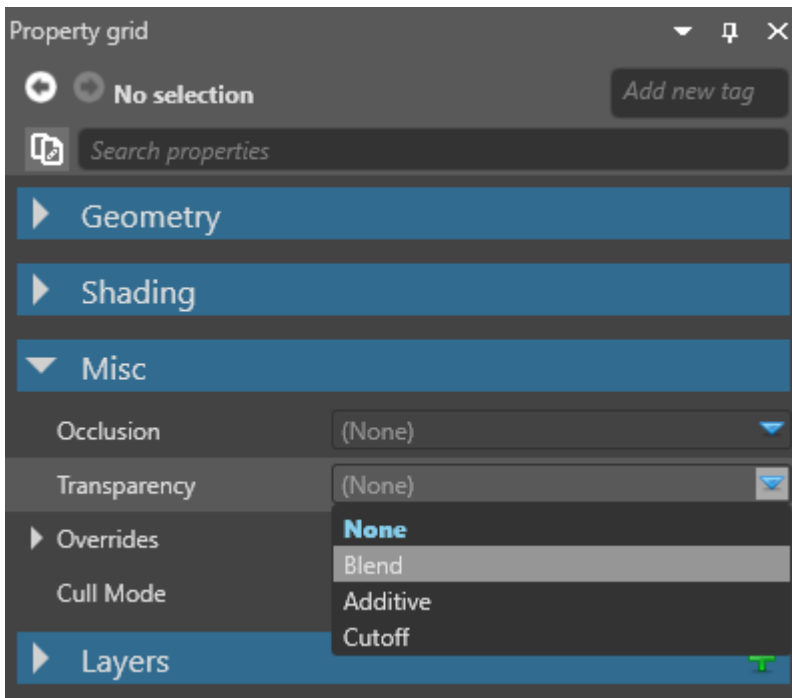 Property grid
No selection
Add new tag
Search properties
Geometry
Shading
Misc
Occlusion (None)
Transparency (None)
None
Overrides
Blend
Cull Mode
Additive
Cutoff
Layers